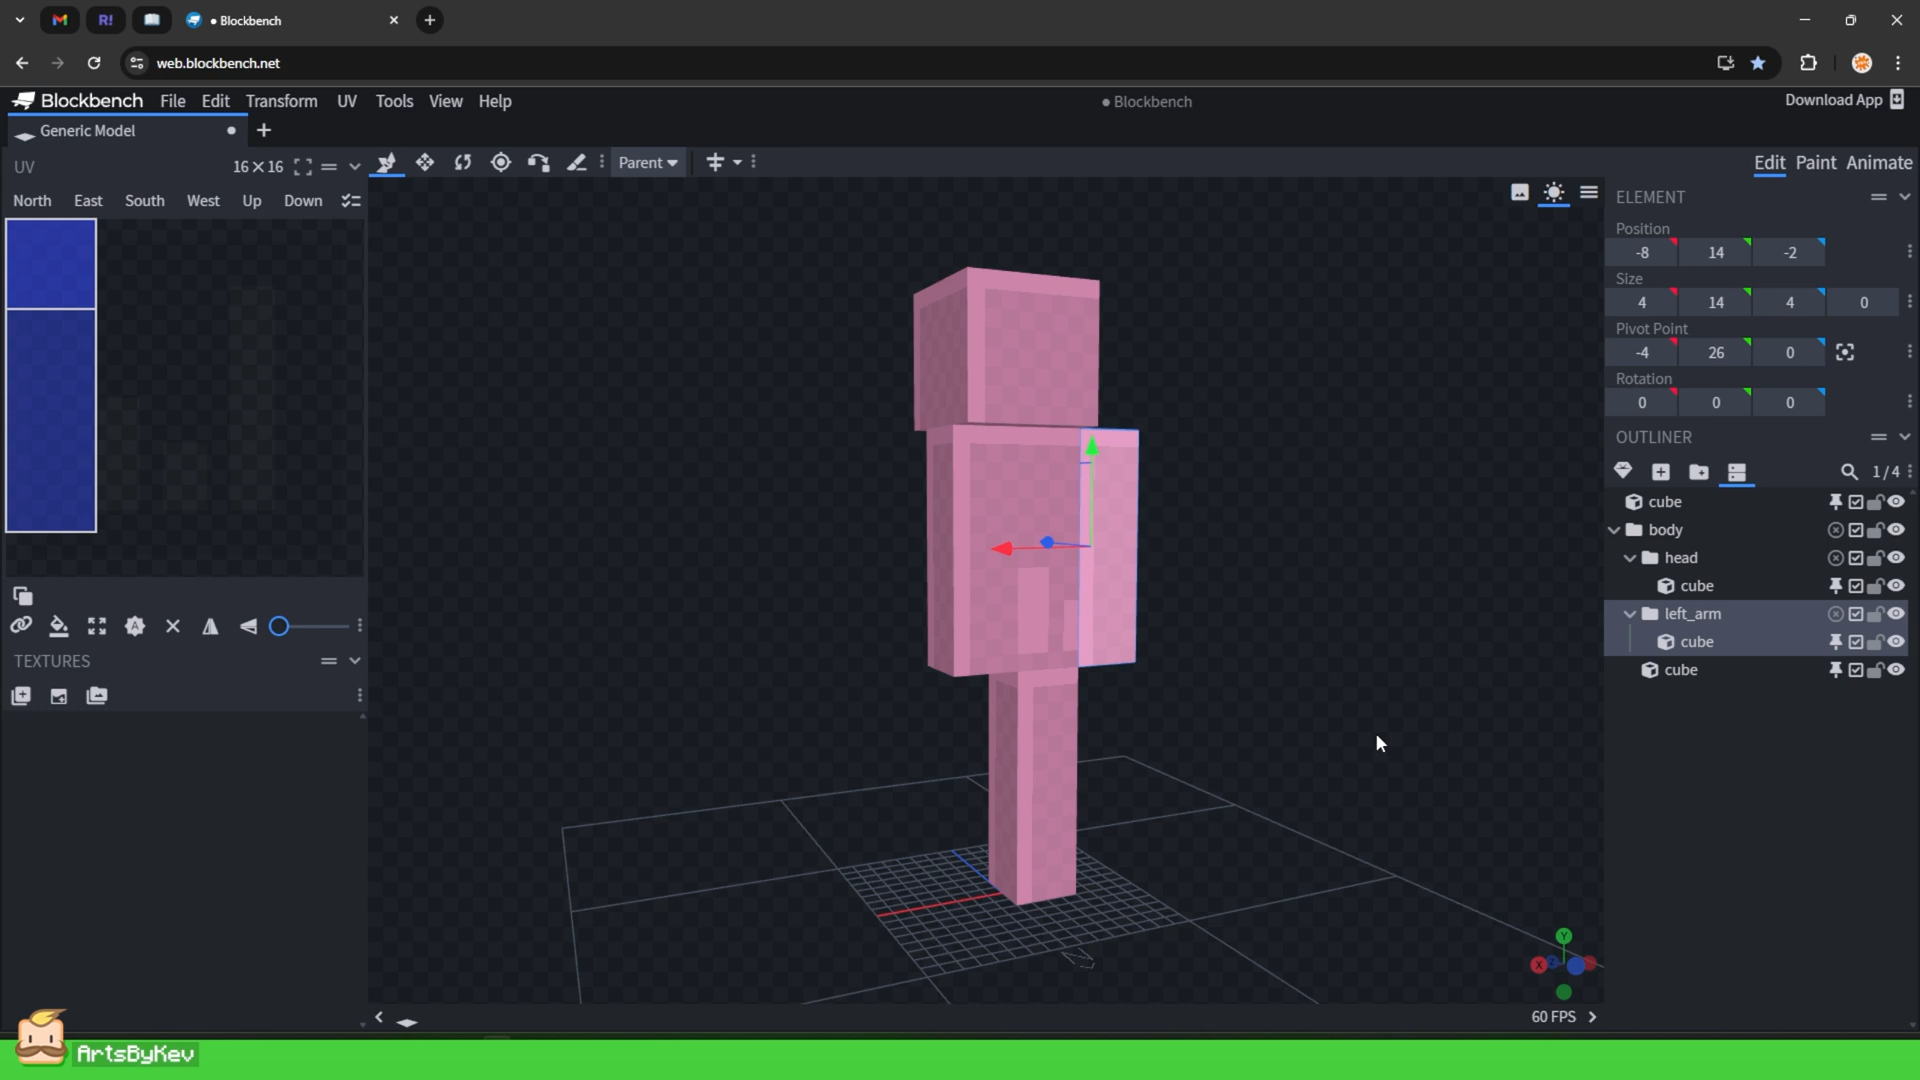 Blockbench
web.blockbench.net
Blockbench File Edit Transform UV Tools View Help
Blockbench
Download App
Generic Model
UV 16×16
Parent
Edit Paint Animate
North East South West Up Down
ELEMENT
Position
-8 14 -2
Size
4 14 4 0
Pivot Point
-4 26 0
Rotation
0 0 0
OUTLINER
1/4
cube
body
head
cube
left_arm
cube
cube
TEXTURES
Y
X
60 FPS
ArtsByKev